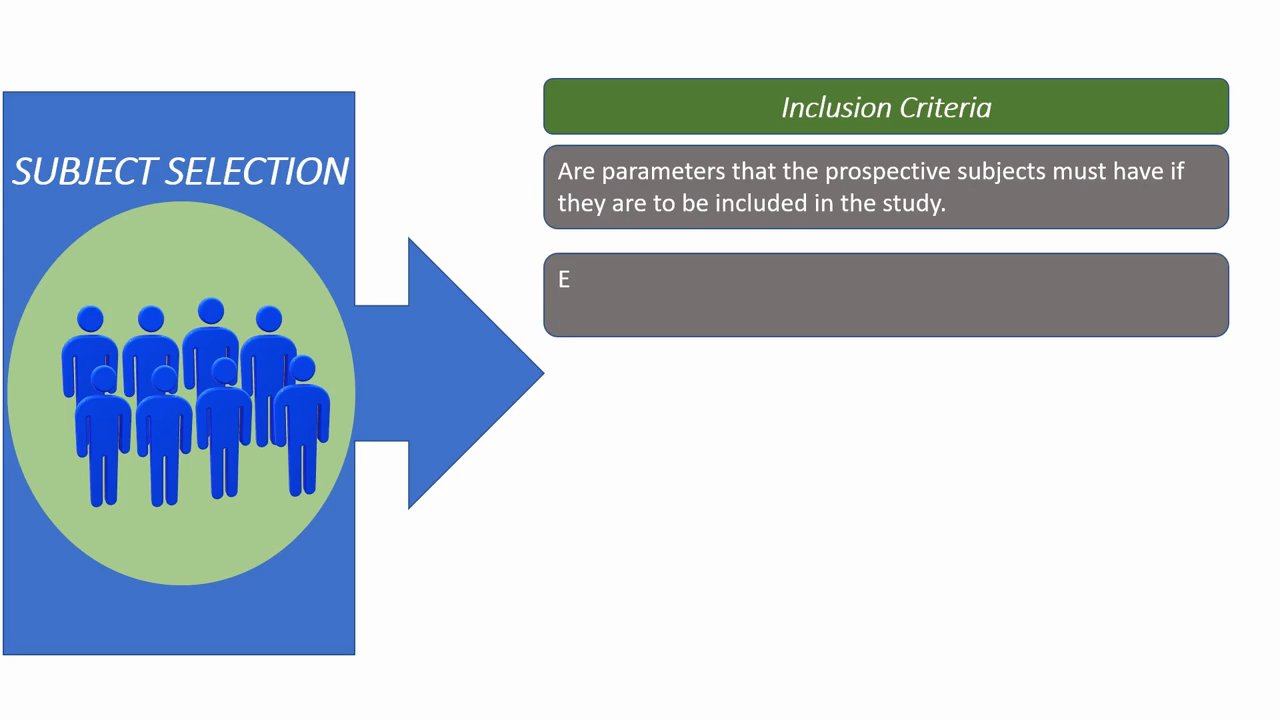 SUBJECT SELECTION
Inclusion Criteria
Are parameters that the prospective subjects must have if
they are to be included in the study.
E